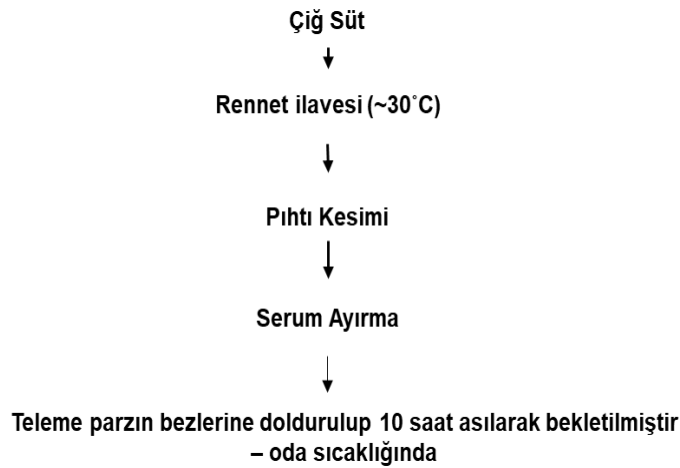 Çiğ Süt
Rennet ilavesi (~30˚C)
Pıhtı Kesimi
Serum Ayırma
Teleme parzın bezlerine doldurulup 10 saat asılarak bekletilmiştir
– oda sıcaklığında